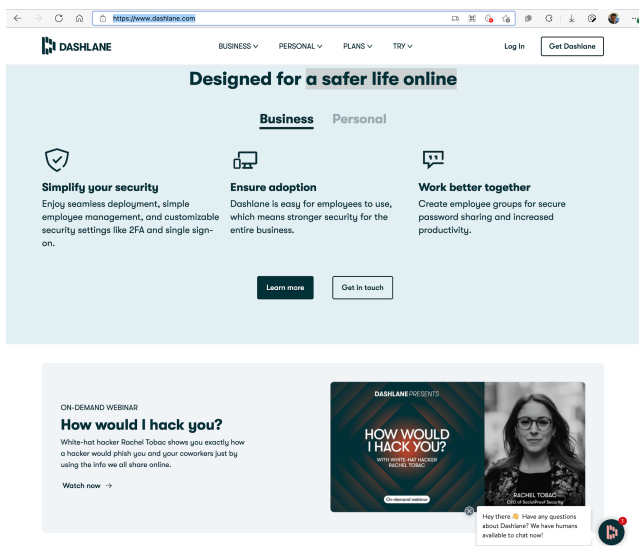 https://www.dashlane.com
DASHLANE
BUSINESS
PERSONAL
PLANS
TRY
Log In
Get Dashlane
Designed for a safer life online
Business
Personal
Simplify your security
Enjoy seamless deployment, simple
employee management, and customizable
security settings like 2FA and single sign-
on.
Ensure adoption
Dashlane is easy for employees to use,
which means stronger security for the
entire business.
Work better together
Create employee groups for secure
password sharing and increased
productivity.
Learn more
Get in touch
ON-DEMAND WEBINAR
How would I hack you?
White-hat hacker Rachel Tobac shows you exactly how
a hacker would phish you and your coworkers just by
using the info we all share online.
Watch now →
DASHLANE PRESENTS
HOW WOULD
I HACK YOU?
WITH WHITE-HAT HACKER
RACHEL TOBAC
On-demand webinar
RACHEL TOBAC
CEO of SocialProof Security
Hey there 👋 Have any questions
about Dashlane? We have humans
available to chat now!
1